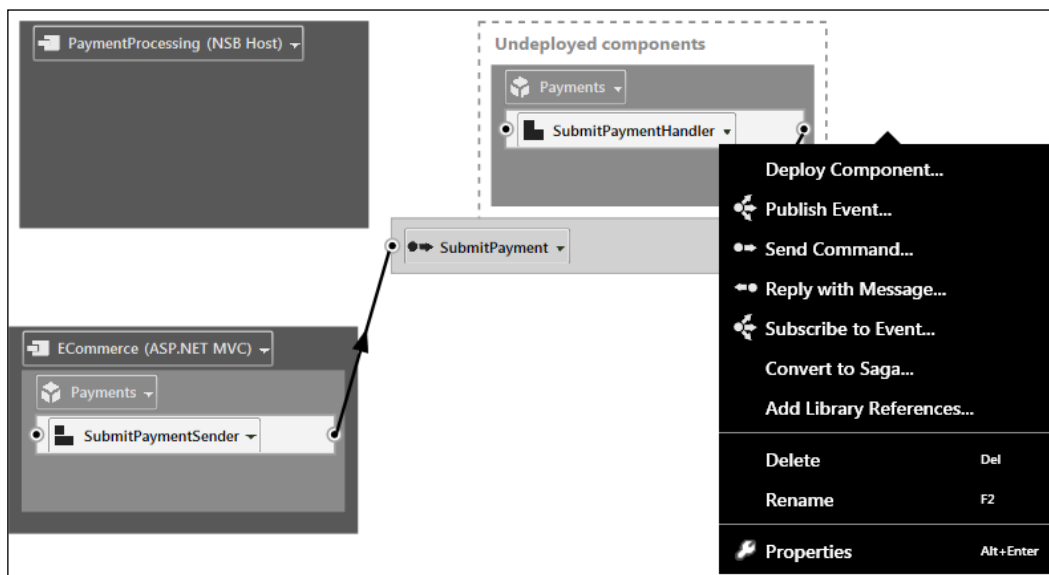 PaymentProcessing (NSB Host)
Undeployed components
Payments
SubmitPaymentHandler
Deploy Component...
Publish Event...
SubmitPayment
Send Command...
Reply with Message...
Subscribe to Event...
ECommerce (ASP.NET MVC)
Convert to Saga...
Payments
Add Library References...
SubmitPaymentSender
Delete Del
Rename F2
Properties Alt+Enter